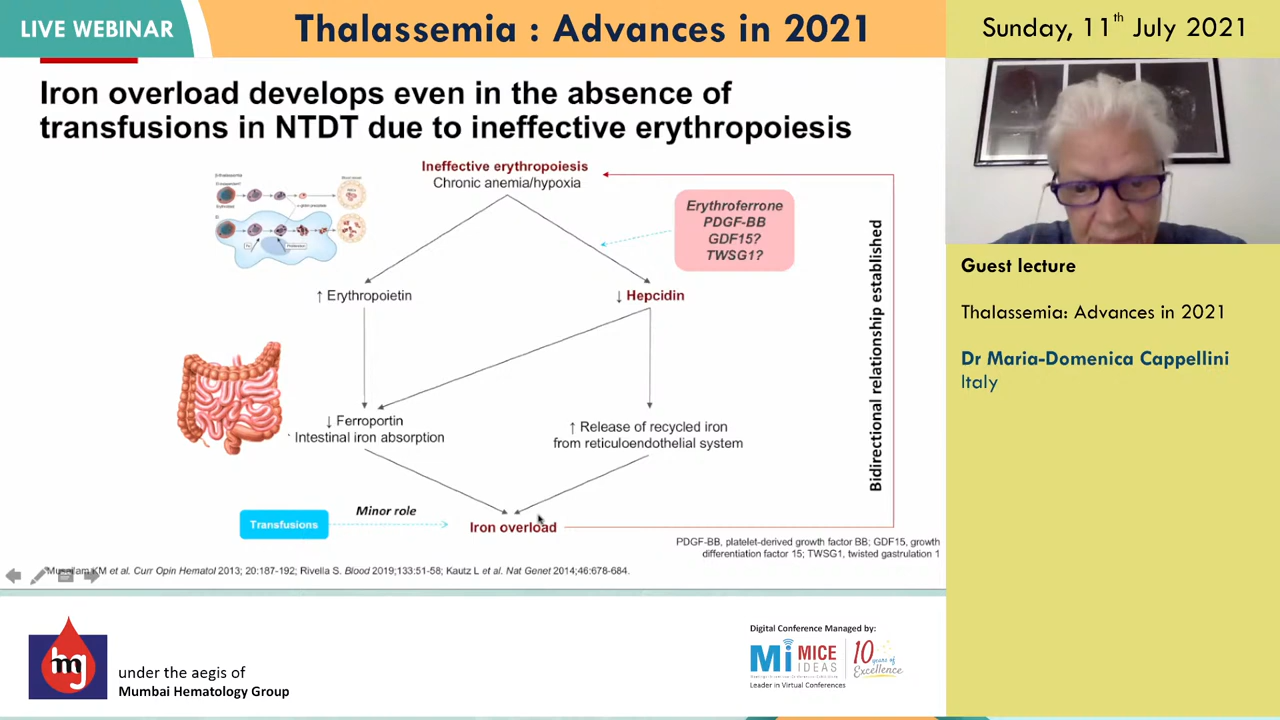 LIVE WEBINAR
Thalassemia : Advances in 2021
Sunday, 11th July 2021
Iron overload develops even in the absence of
transfusions in NTDT due to ineffective erythropoiesis
Ineffective erythropoiesis
Chronic anemia/hypoxia
Erythroferrone
PDGF-BB
GDF15?
TWSG1?
↑ Erythropoietin
↓ Hepcidin
Bidirectional relationship established
↓ Ferroportin
Intestinal iron absorption
↑ Release of recycled iron
from reticuloendothelial system
Transfusions
Minor role
Iron overload
PDGF-BB, platelet-derived growth factor BB; GDF15, growth
differentiation factor 15; TWSG1, twisted gastrulation 1
KM et al. Curr Opin Hematol 2013; 20:187-192; Rivella S. Blood 2019;133:51-58; Kautz L et al. Nat Genet 2014;46:678-684.
Guest lecture
Thalassemia: Advances in 2021
Dr Maria-Domenica Cappellini
Italy
mg
under the aegis of
Mumbai Hematology Group
Digital Conference Managed by:
Mi MICE
IDEAS
10 years of
Excellence
Leader in Virtual Conferences